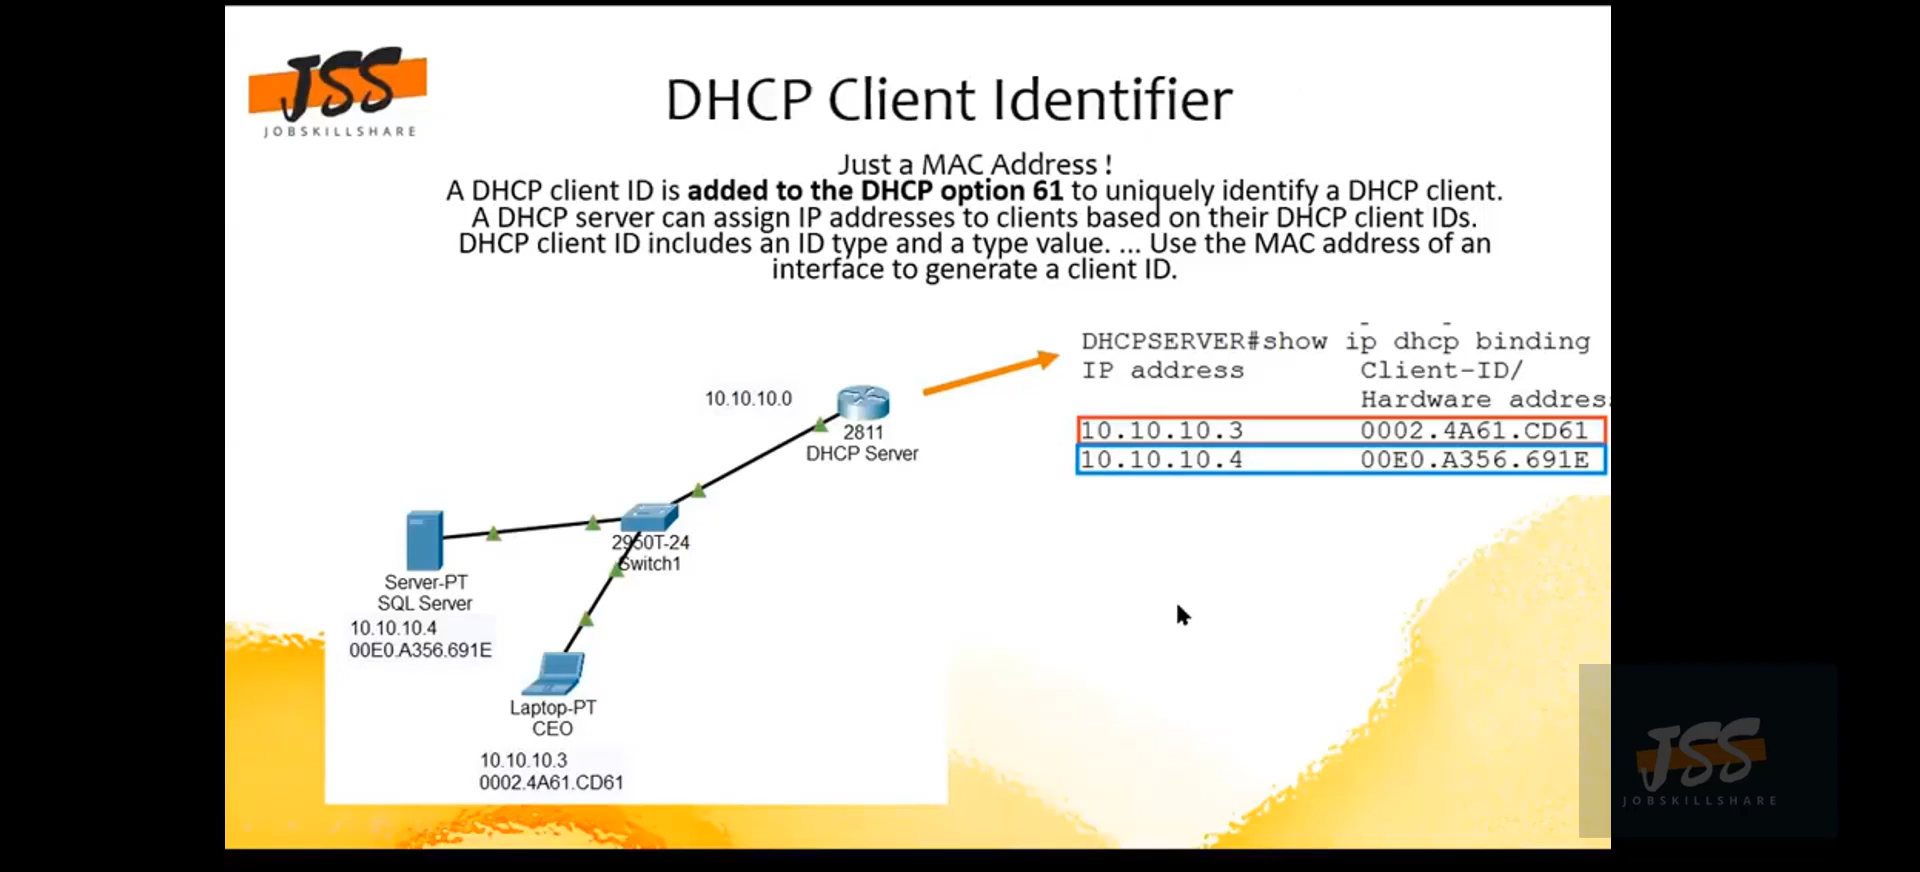 JSS
JOBSKILLSHARE
DHCP Client Identifier
Just a MAC Address !
A DHCP client ID is added to the DHCP option 61 to uniquely identify a DHCP client.
A DHCP server can assign IP addresses to clients based on their DHCP client IDs.
DHCP client ID includes an ID type and a type value. ... Use the MAC address of an
interface to generate a client ID.
DHCPSERVER#show ip dhcp binding
IP address Client-ID/
Hardware addres
10.10.10.3 0002.4A61.CD61
10.10.10.4 00E0.A356.691E
10.10.10.0
2811
DHCP Server
2950T-24
Switch1
Server-PT
SQL Server
10.10.10.4
00E0.A356.691E
Laptop-PT
CEO
10.10.10.3
0002.4A61.CD61
JSS
JOBSKILLSHARE